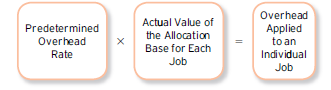 Predetermined
Overhead
Rate
×
Actual Value of
the Allocation
Base for Each
Job
=
Overhead
Applied
to an
Individual
Job